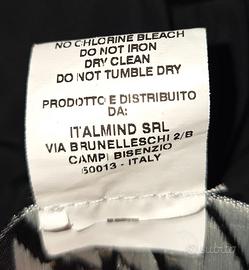 NO CHLORINE BLEACH
DO NOT IRON
DRY CLEAN
DO NOT TUMBLE DRY
PRODOTTO E DISTRIBUITO
DA:
ITALMIND SRL
VIA BRUNELLESCHI 2/B
CAMPI BISENZIO
50013 - ITALY
subito